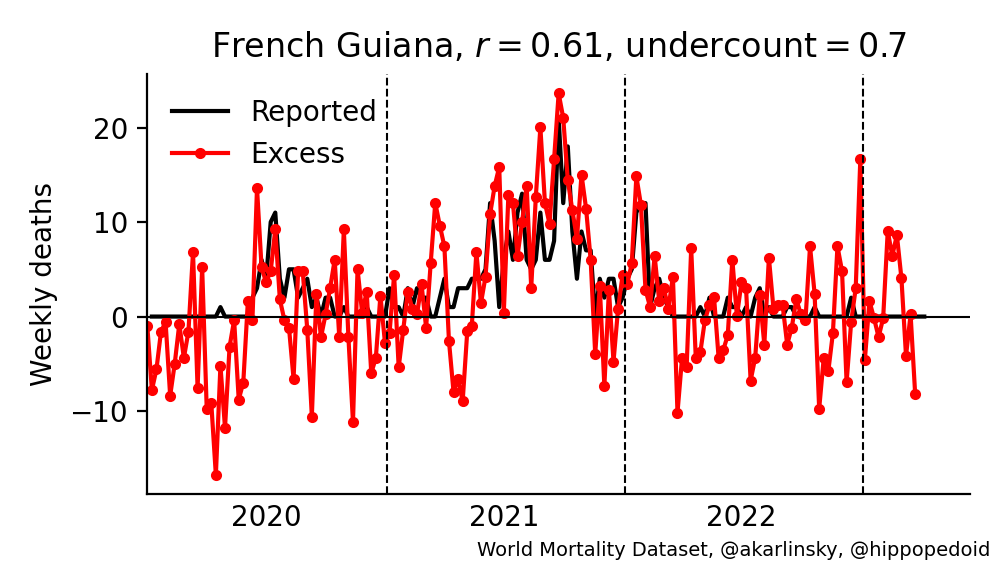 French Guiana, r = 0.61, undercount = 0.7
Reported
Excess
Weekly deaths
20
10
0
−10
2020
2021
2022
World Mortality Dataset, @akarlinsky, @hippopedoid